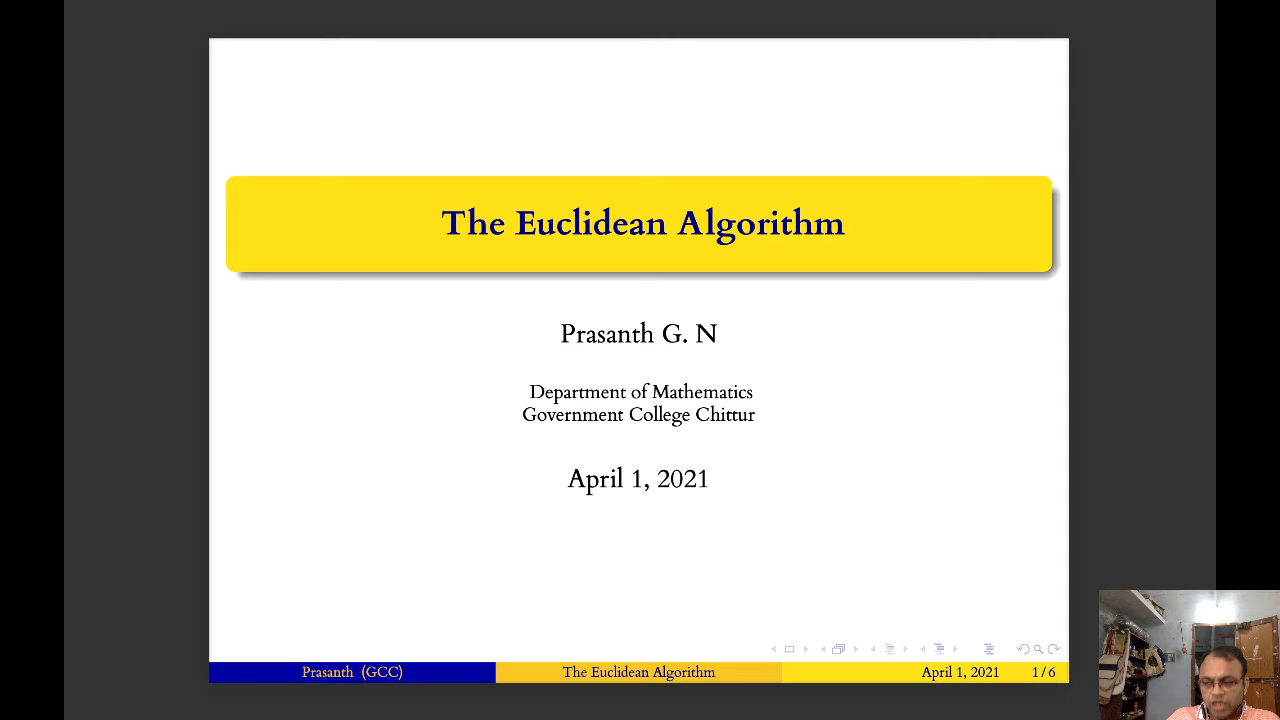 The Euclidean Algorithm
Prasanth G. N
Department of Mathematics
Government College Chittur
April 1, 2021
Prasanth (GCC) The Euclidean Algorithm April 1, 2021 1 / 6